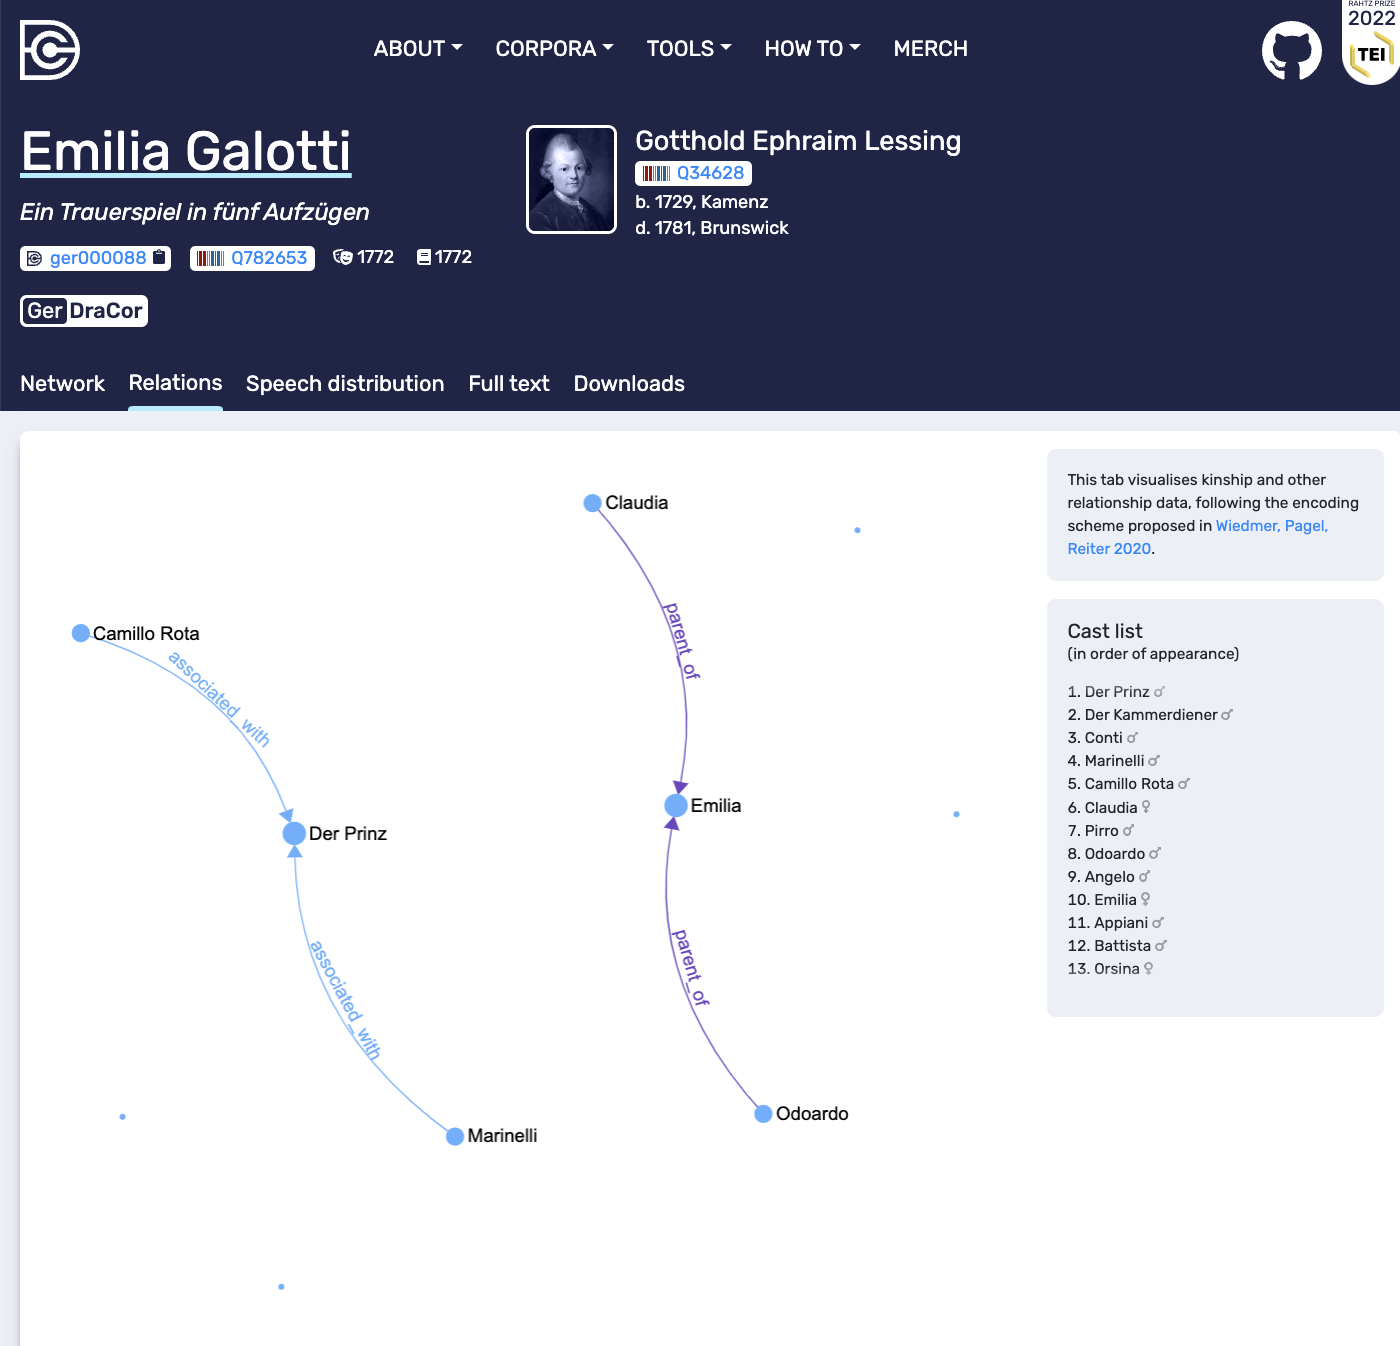 ABOUT CORPORA TOOLS HOW TO MERCH
RAHTZ PRIZE
2022
TEI
Emilia Galotti
Ein Trauerspiel in fünf Aufzügen
ger000088 Q782653 1772 1772
GerDraCor
Gotthold Ephraim Lessing
Q34628
b. 1729, Kamenz
d. 1781, Brunswick
Network Relations Speech distribution Full text Downloads
Claudia
parent_of
Camillo Rota
associated_with
Emilia
Der Prinz
parent_of
associated_with
Odoardo
Marinelli
This tab visualises kinship and other
relationship data, following the encoding
scheme proposed in Wiedmer, Pagel,
Reiter 2020.
Cast list
(in order of appearance)
1. Der Prinz ♂
2. Der Kammerdiener ♂
3. Conti ♂
4. Marinelli ♂
5. Camillo Rota ♂
6. Claudia ♀
7. Pirro ♂
8. Odoardo ♂
9. Angelo ♂
10. Emilia ♀
11. Appiani ♂
12. Battista ♂
13. Orsina ♀